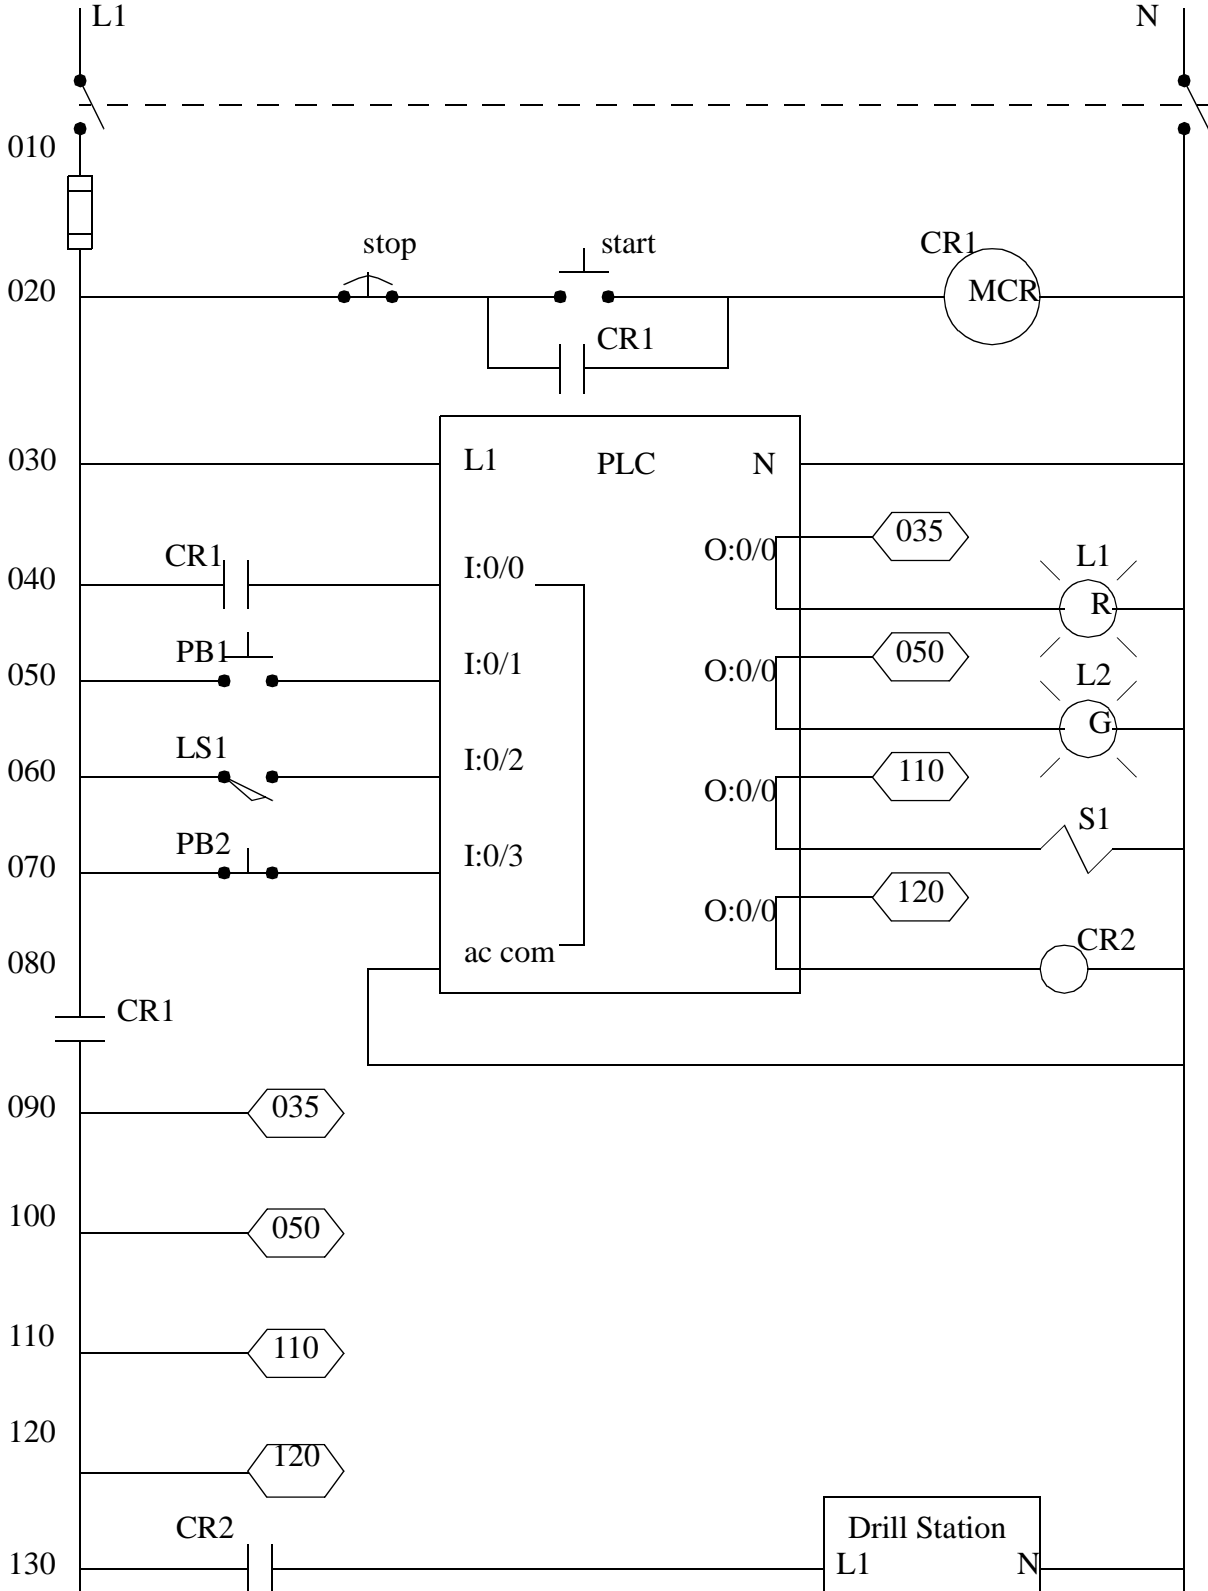 L1 N
010
stop start CR1
020 MCR
CR1
030 L1 PLC N
035
O:0/0
CR1 I:0/0 L1
040 R
PB1 I:0/1 050
050 O:0/0 L2
G
LS1 I:0/2 110
060 O:0/0
S1
PB2 I:0/3
070
120
O:0/0
ac com CR2
080
CR1
090 035
100 050
110 110
120 120
CR2 Drill Station
130 L1 N